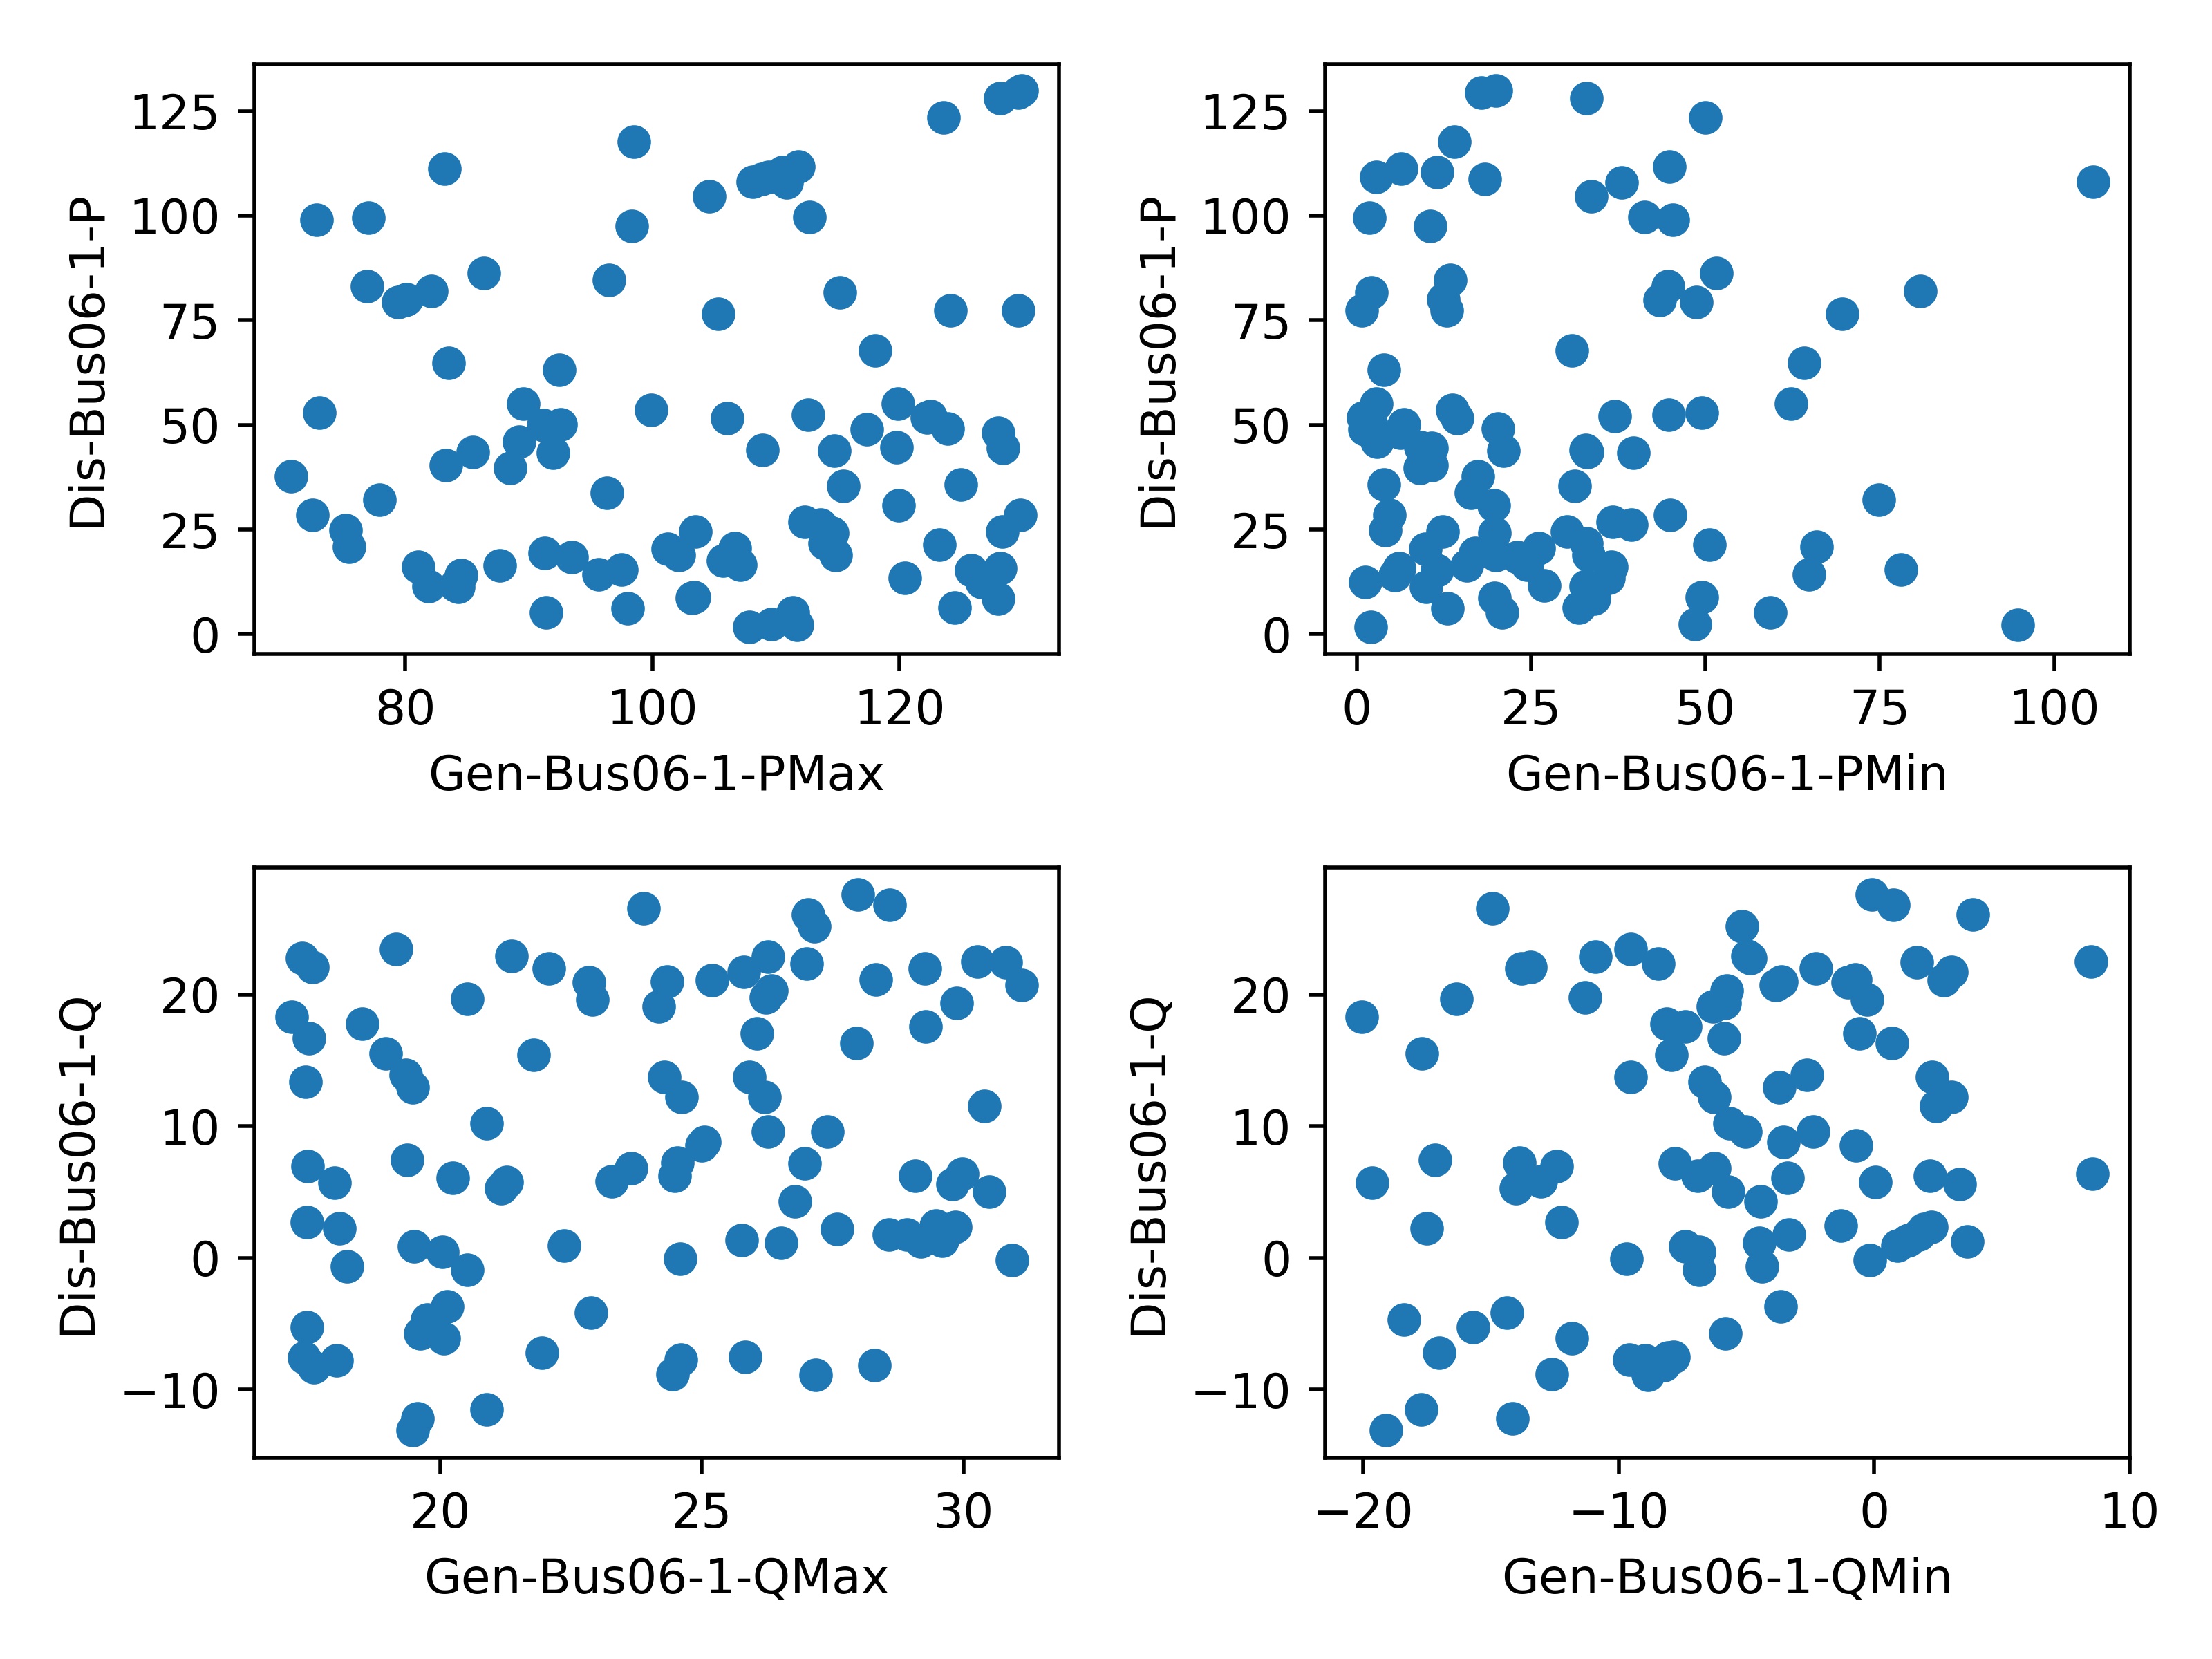 Dis-Bus06-1-P
125
100
75
50
25
0
80 100 120
Gen-Bus06-1-PMax
Dis-Bus06-1-P
125
100
75
50
25
0
0 25 50 75 100
Gen-Bus06-1-PMin
Dis-Bus06-1-Q
20
10
0
−10
20 25 30
Gen-Bus06-1-QMax
Dis-Bus06-1-Q
20
10
0
−10
−20 −10 0 10
Gen-Bus06-1-QMin